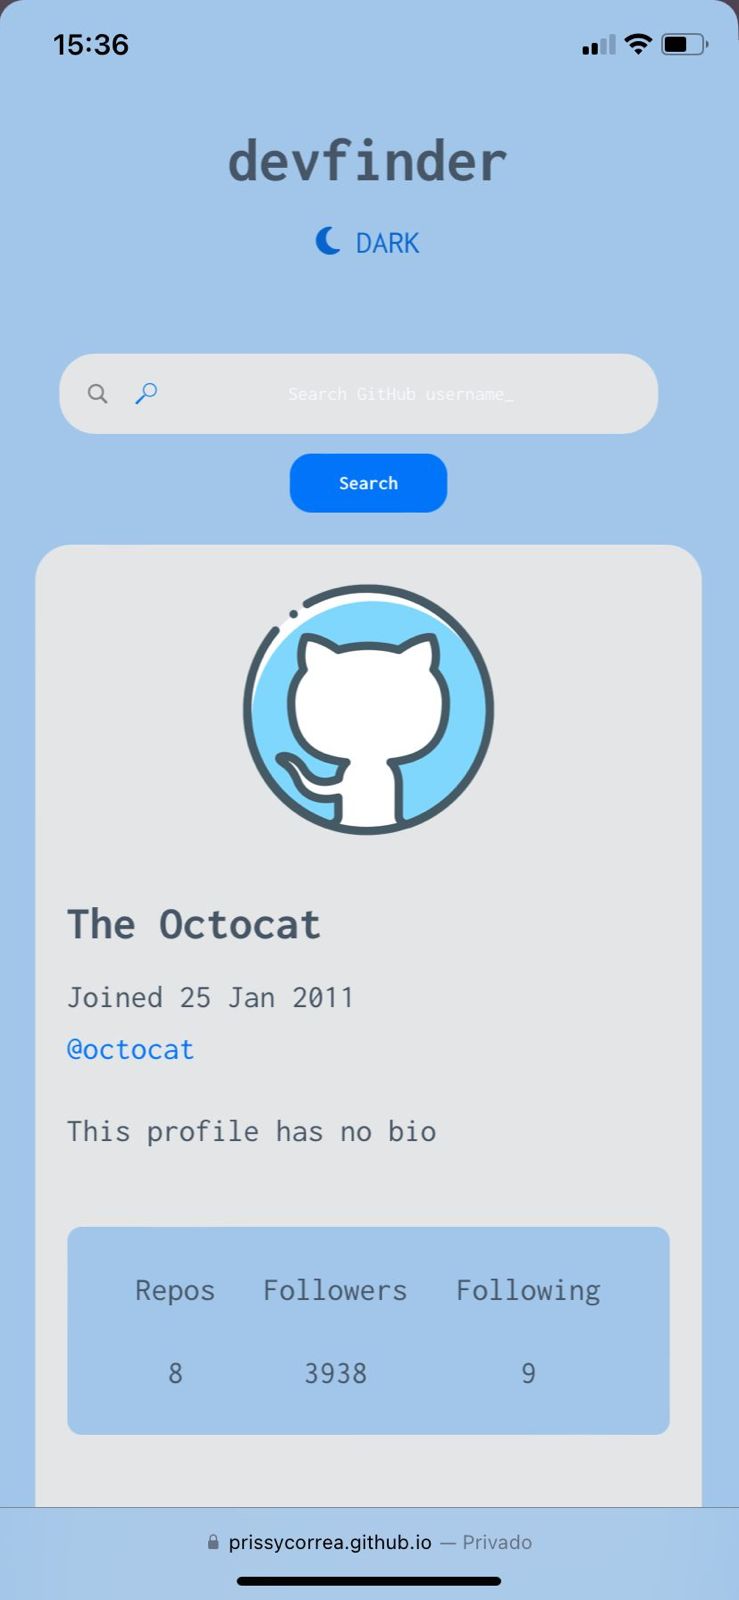 15:36
devfinder
DARK
Search GitHub username_
Search
The Octocat
Joined 25 Jan 2011
@octocat
This profile has no bio
Repos Followers Following
8 3938 9
prissycorrea.github.io — Privado